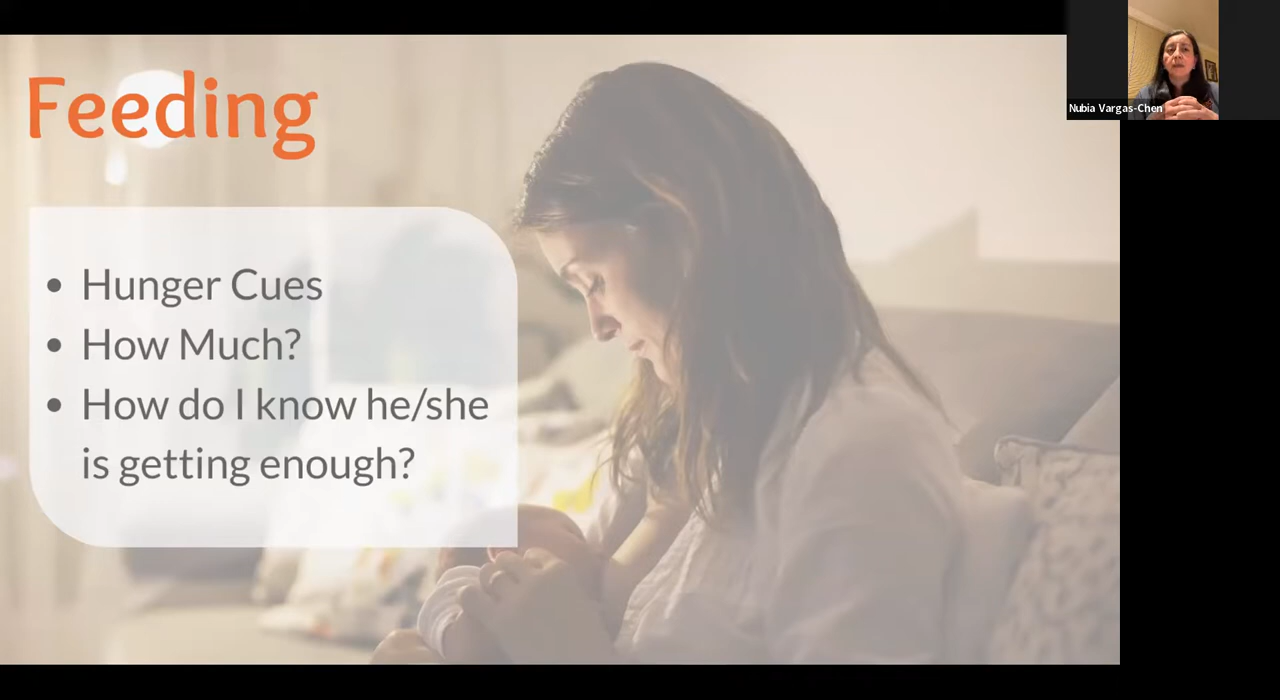 Feeding
• Hunger Cues
• How Much?
• How do I know he/she
is getting enough?
Nubia Vargas-Chen